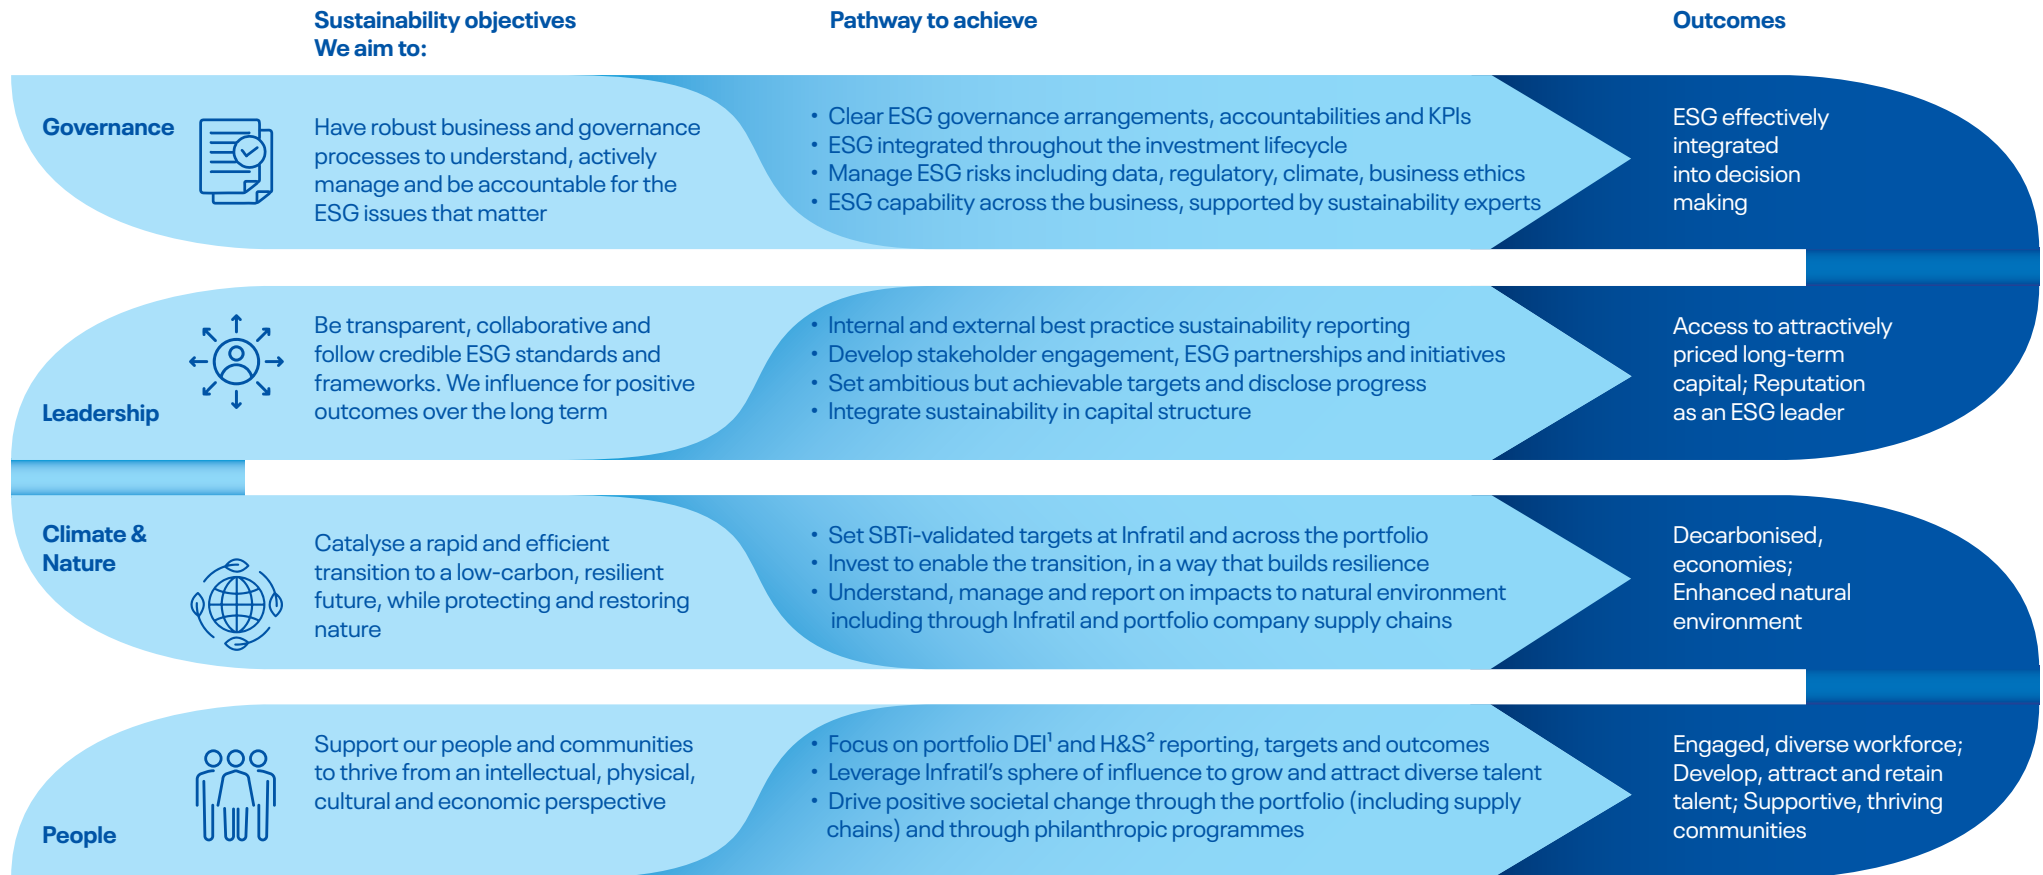 Sustainability objectives
We aim to:
Pathway to achieve
Outcomes
Governance
Have robust business and governance
processes to understand, actively
manage and be accountable for the
ESG issues that matter
• Clear ESG governance arrangements, accountabilities and KPIs
• ESG integrated throughout the investment lifecycle
• Manage ESG risks including data, regulatory, climate, business ethics
• ESG capability across the business, supported by sustainability experts
ESG effectively
integrated
into decision
making
Leadership
Be transparent, collaborative and
follow credible ESG standards and
frameworks. We influence for positive
outcomes over the long term
• Internal and external best practice sustainability reporting
• Develop stakeholder engagement, ESG partnerships and initiatives
• Set ambitious but achievable targets and disclose progress
• Integrate sustainability in capital structure
Access to attractively
priced long-term
capital; Reputation
as an ESG leader
Climate &
Nature
Catalyse a rapid and efficient
transition to a low-carbon, resilient
future, while protecting and restoring
nature
• Set SBTi-validated targets at Infratil and across the portfolio
• Invest to enable the transition, in a way that builds resilience
• Understand, manage and report on impacts to natural environment
including through Infratil and portfolio company supply chains
Decarbonised,
economies;
Enhanced natural
environment
People
Support our people and communities
to thrive from an intellectual, physical,
cultural and economic perspective
• Focus on portfolio DEI¹ and H&S² reporting, targets and outcomes
• Leverage Infratil's sphere of influence to grow and attract diverse talent
• Drive positive societal change through the portfolio (including supply
chains) and through philanthropic programmes
Engaged, diverse workforce;
Develop, attract and retain
talent; Supportive, thriving
communities